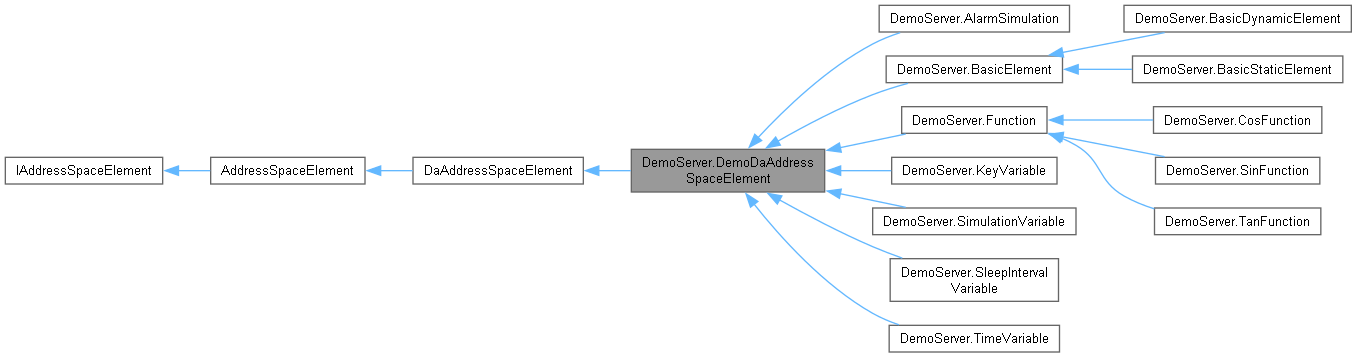 IAddressSpaceElement
AddressSpaceElement
DaAddressSpaceElement
DemoServer.DemoDaAddress
SpaceElement
DemoServer.AlarmSimulation
DemoServer.BasicElement
DemoServer.Function
DemoServer.KeyVariable
DemoServer.SimulationVariable
DemoServer.SleepInterval
Variable
DemoServer.TimeVariable
DemoServer.BasicDynamicElement
DemoServer.BasicStaticElement
DemoServer.CosFunction
DemoServer.SinFunction
DemoServer.TanFunction